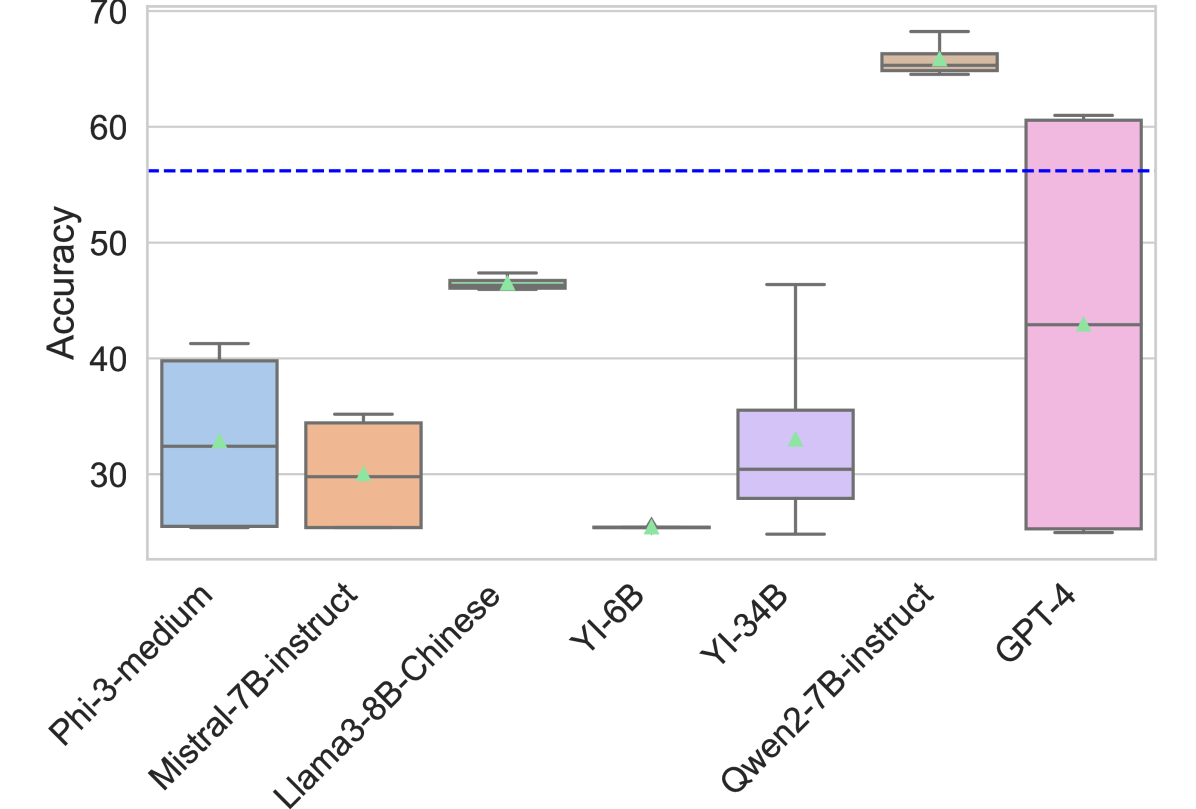 70
60
50
40
30
Accuracy
Phi-3-medium
Mistral-7B-instruct
Llama3-8B-Chinese
YI-6B
YI-34B
Qwen2-7B-instruct
GPT-4